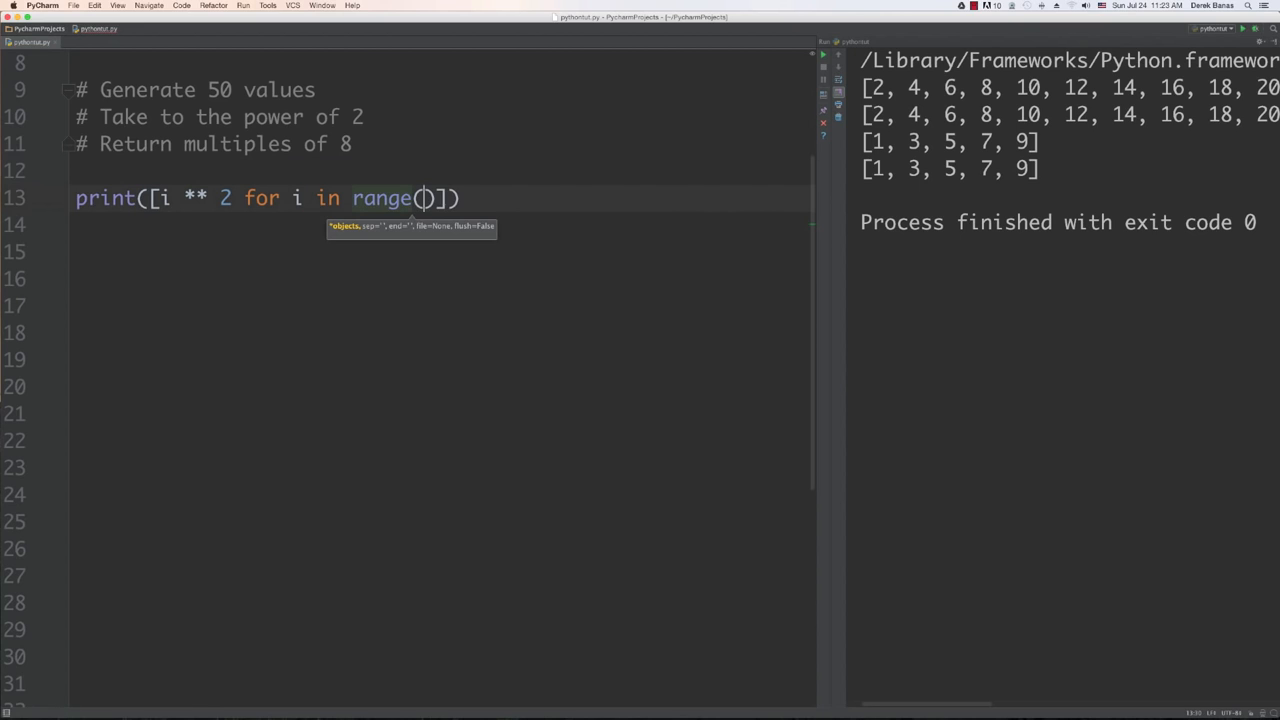 PyCharm File Edit View Navigate Code Refactor Run Tools VCS Window Help
10 Sun Jul 24 11:23 AM Derek Banas
pythontut.py - PycharmProjects - [~/PycharmProjects]
PycharmProjects pythontut.py
pythontut
pythontut.py
Run: pythontut
8
9 # Generate 50 values
10 # Take to the power of 2
11 # Return multiples of 8
12
13 print([i ** 2 for i in range()])
*objects, sep=' ', end='', file=None, flush=False
14
15
16
17
18
19
20
21
22
23
24
25
26
27
28
29
30
31
/Library/Frameworks/Python.framewor
[2, 4, 6, 8, 10, 12, 14, 16, 18, 20
[2, 4, 6, 8, 10, 12, 14, 16, 18, 20
[1, 3, 5, 7, 9]
[1, 3, 5, 7, 9]
Process finished with exit code 0
13:30 LF÷ UTF-8÷